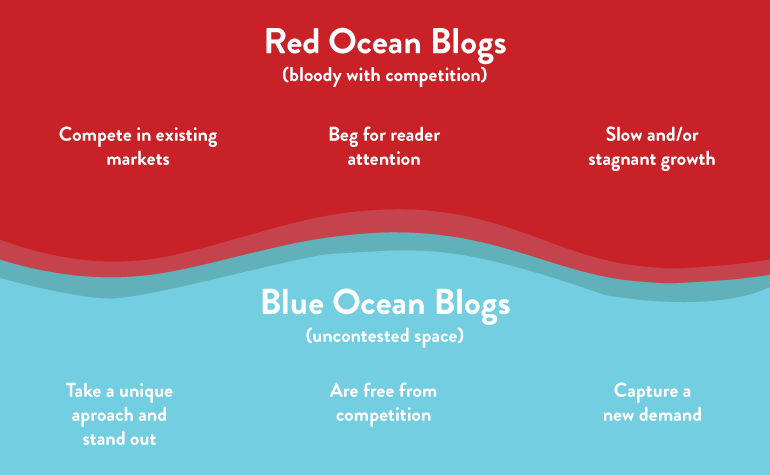 Red Ocean Blogs
(bloody with competition)
Compete in existing
markets
Beg for reader
attention
Slow and/or
stagnant growth
Blue Ocean Blogs
(uncontested space)
Take a unique
aproach and
stand out
Are free from
competition
Capture a
new demand